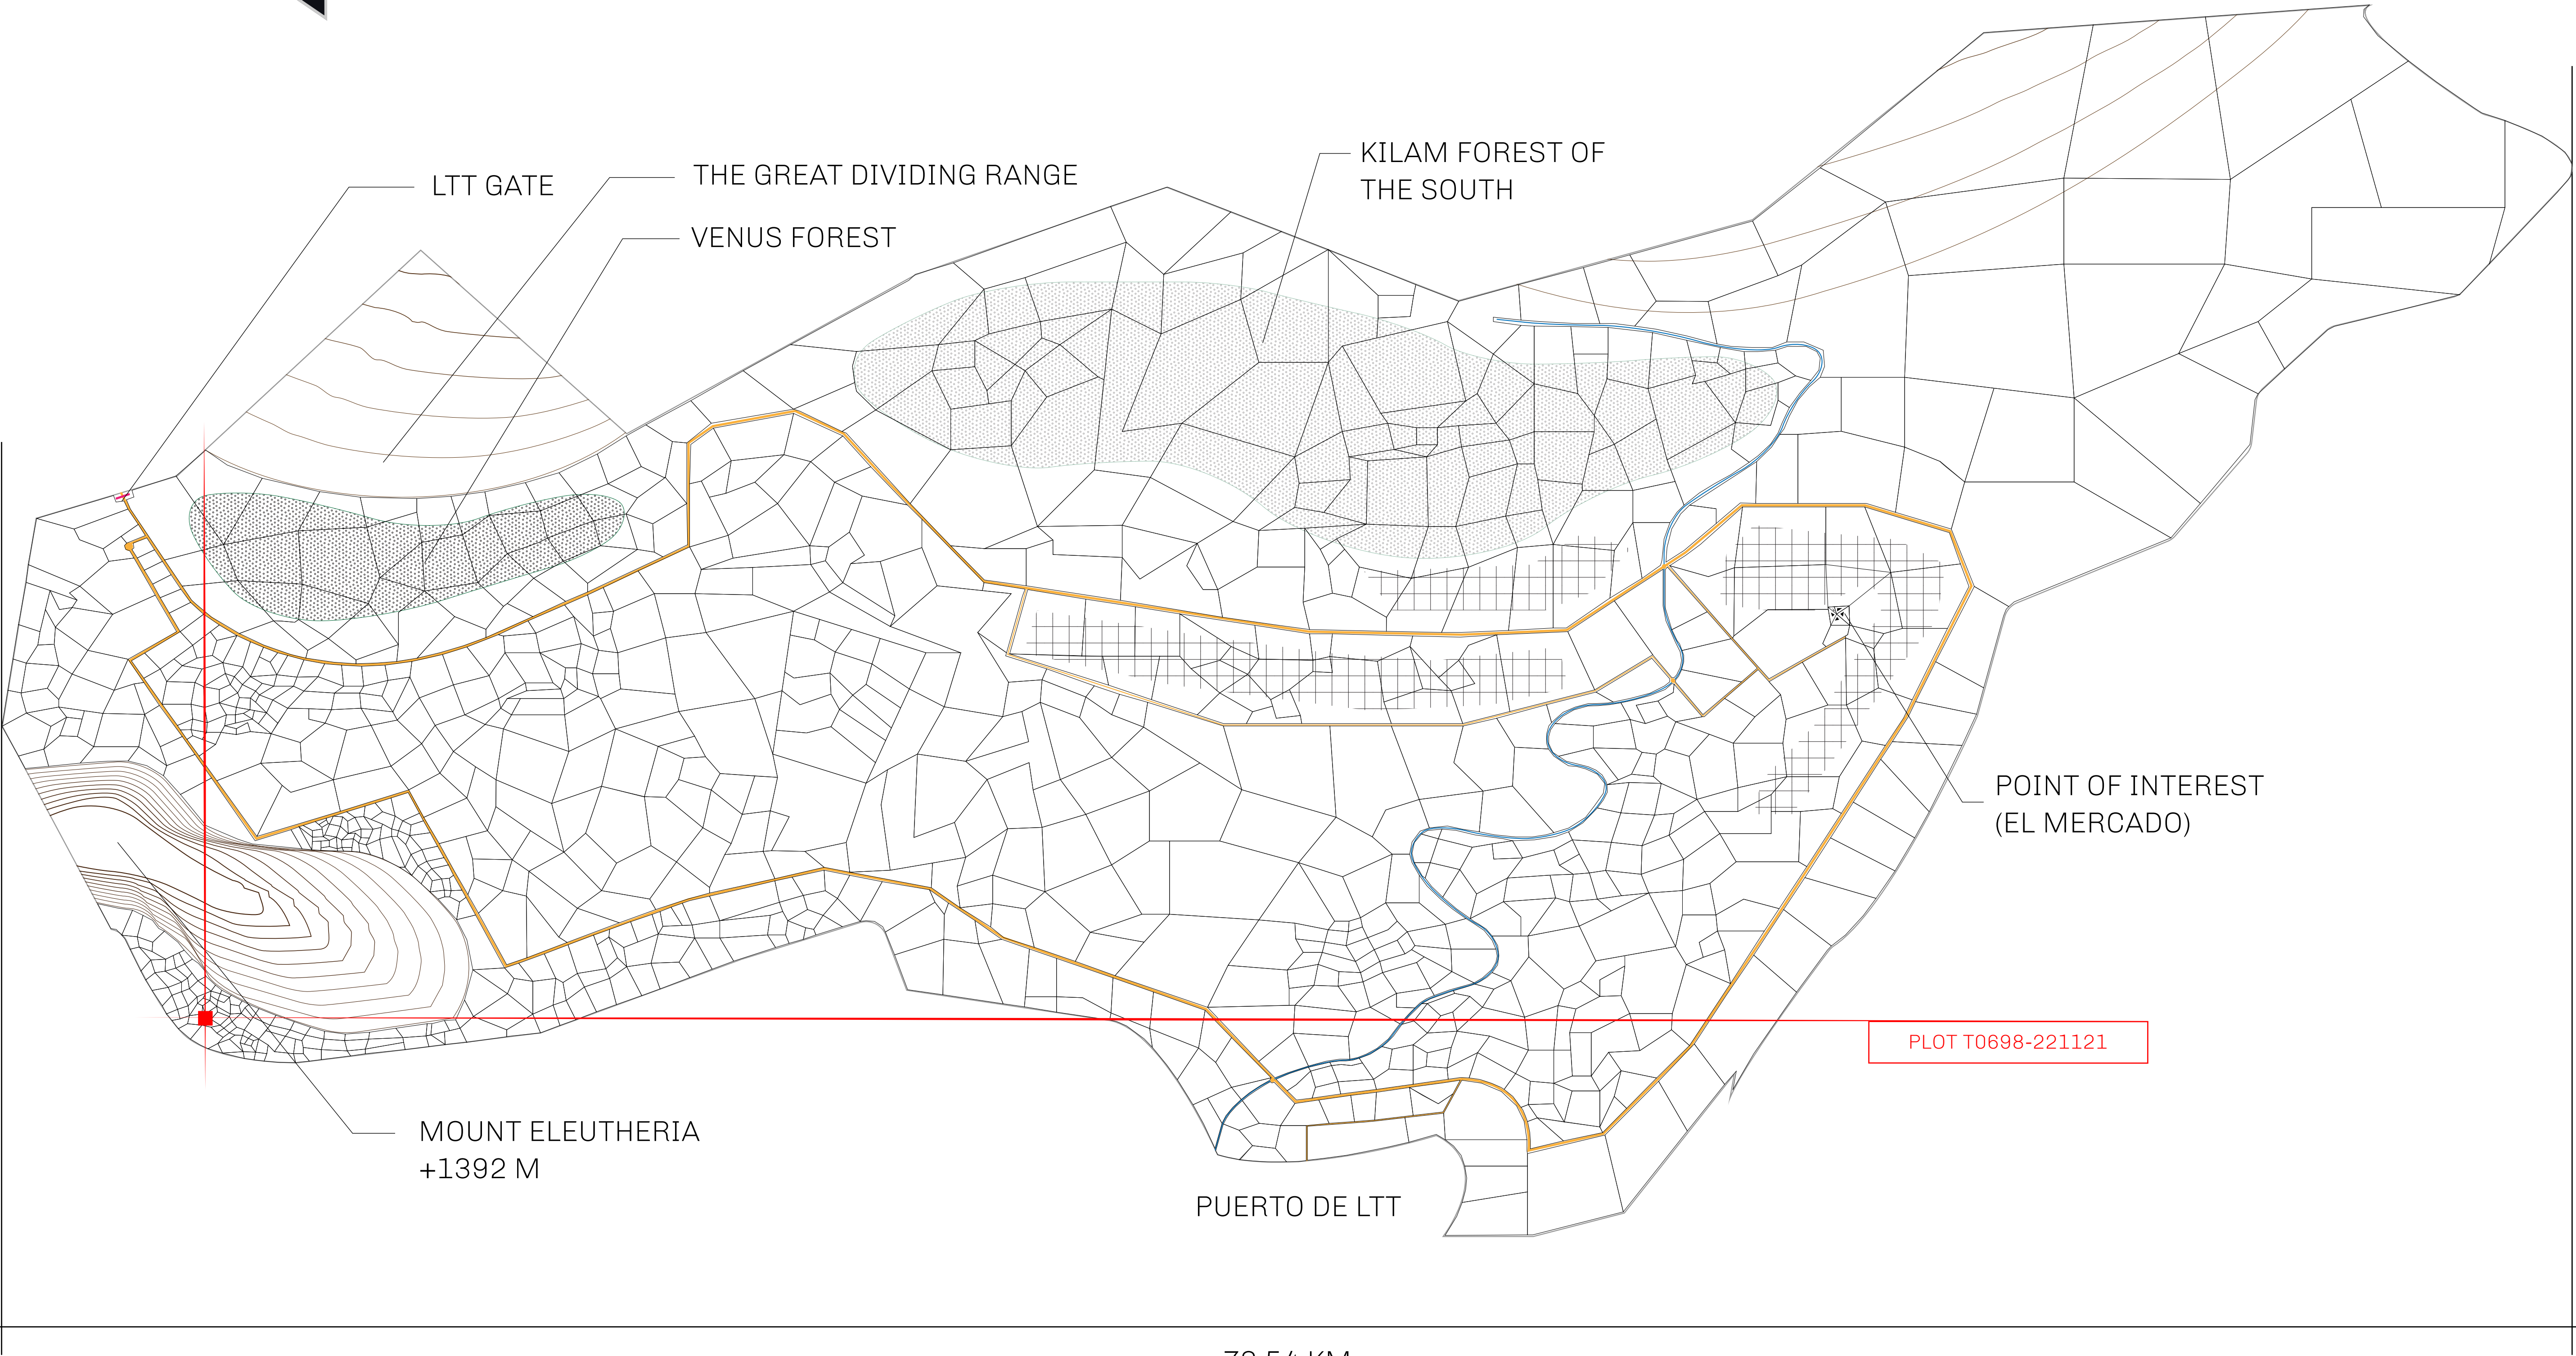 LTT GATE
THE GREAT DIVIDING RANGE
VENUS FOREST
KILAM FOREST OF
THE SOUTH
POINT OF INTEREST
(EL MERCADO)
PLOT T0698-221121
MOUNT ELEUTHERIA
+1392 M
PUERTO DE LTT
KM